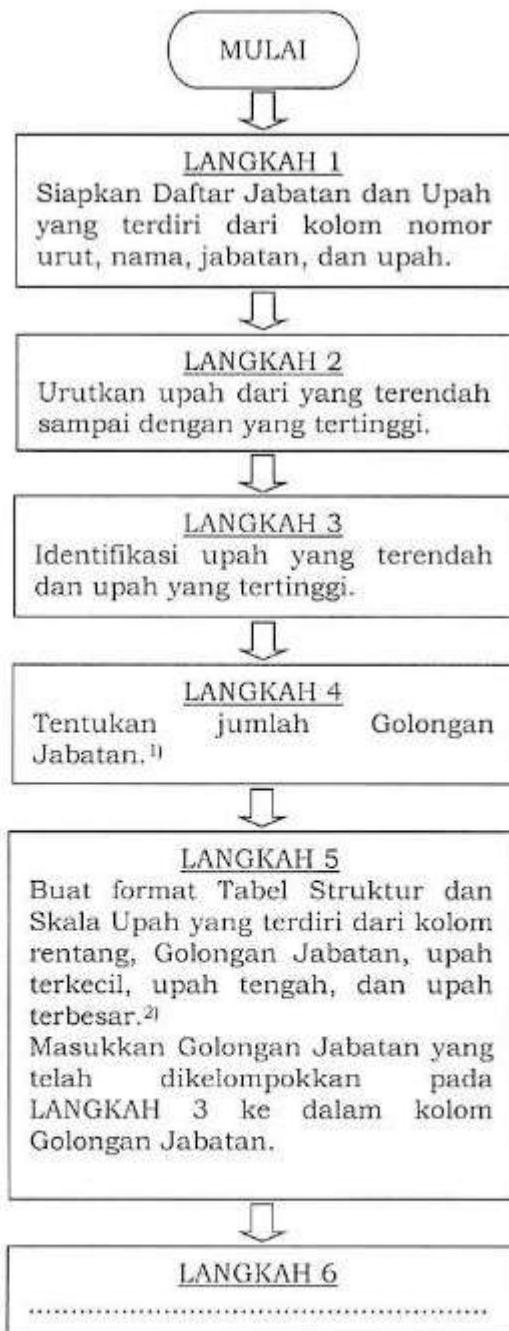 MULAI
LANGKAH 1
Siapkan Daftar Jabatan dan Upah
yang terdiri dari kolom nomor
urut, nama, jabatan, dan upah.
LANGKAH 2
Urutkan upah dari yang terendah
sampai dengan yang tertinggi.
LANGKAH 3
Identifikasi upah yang terendah
dan upah yang tertinggi.
LANGKAH 4
Tentukan jumlah Golongan
Jabatan.1)
LANGKAH 5
Buat format Tabel Struktur dan
Skala Upah yang terdiri dari kolom
rentang, Golongan Jabatan, upah
terkecil, upah tengah, dan upah
terbesar.2)
Masukkan Golongan Jabatan yang
telah dikelompokkan pada
LANGKAH 3 ke dalam kolom
Golongan Jabatan.
LANGKAH 6
................................................